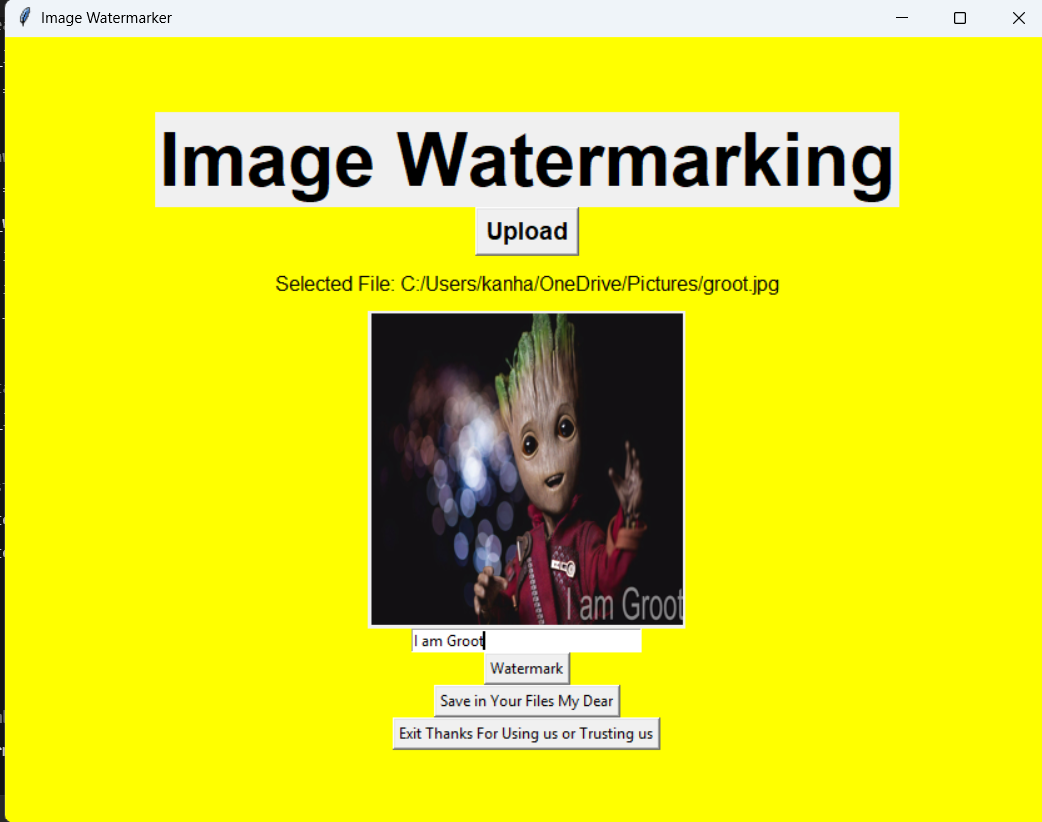 Image Watermarker
Image Watermarking
Upload
Selected File: C:/Users/kanha/OneDrive/Pictures/groot.jpg
I am Groot
I am Groot
Watermark
Save in Your Files My Dear
Exit Thanks For Using us or Trusting us